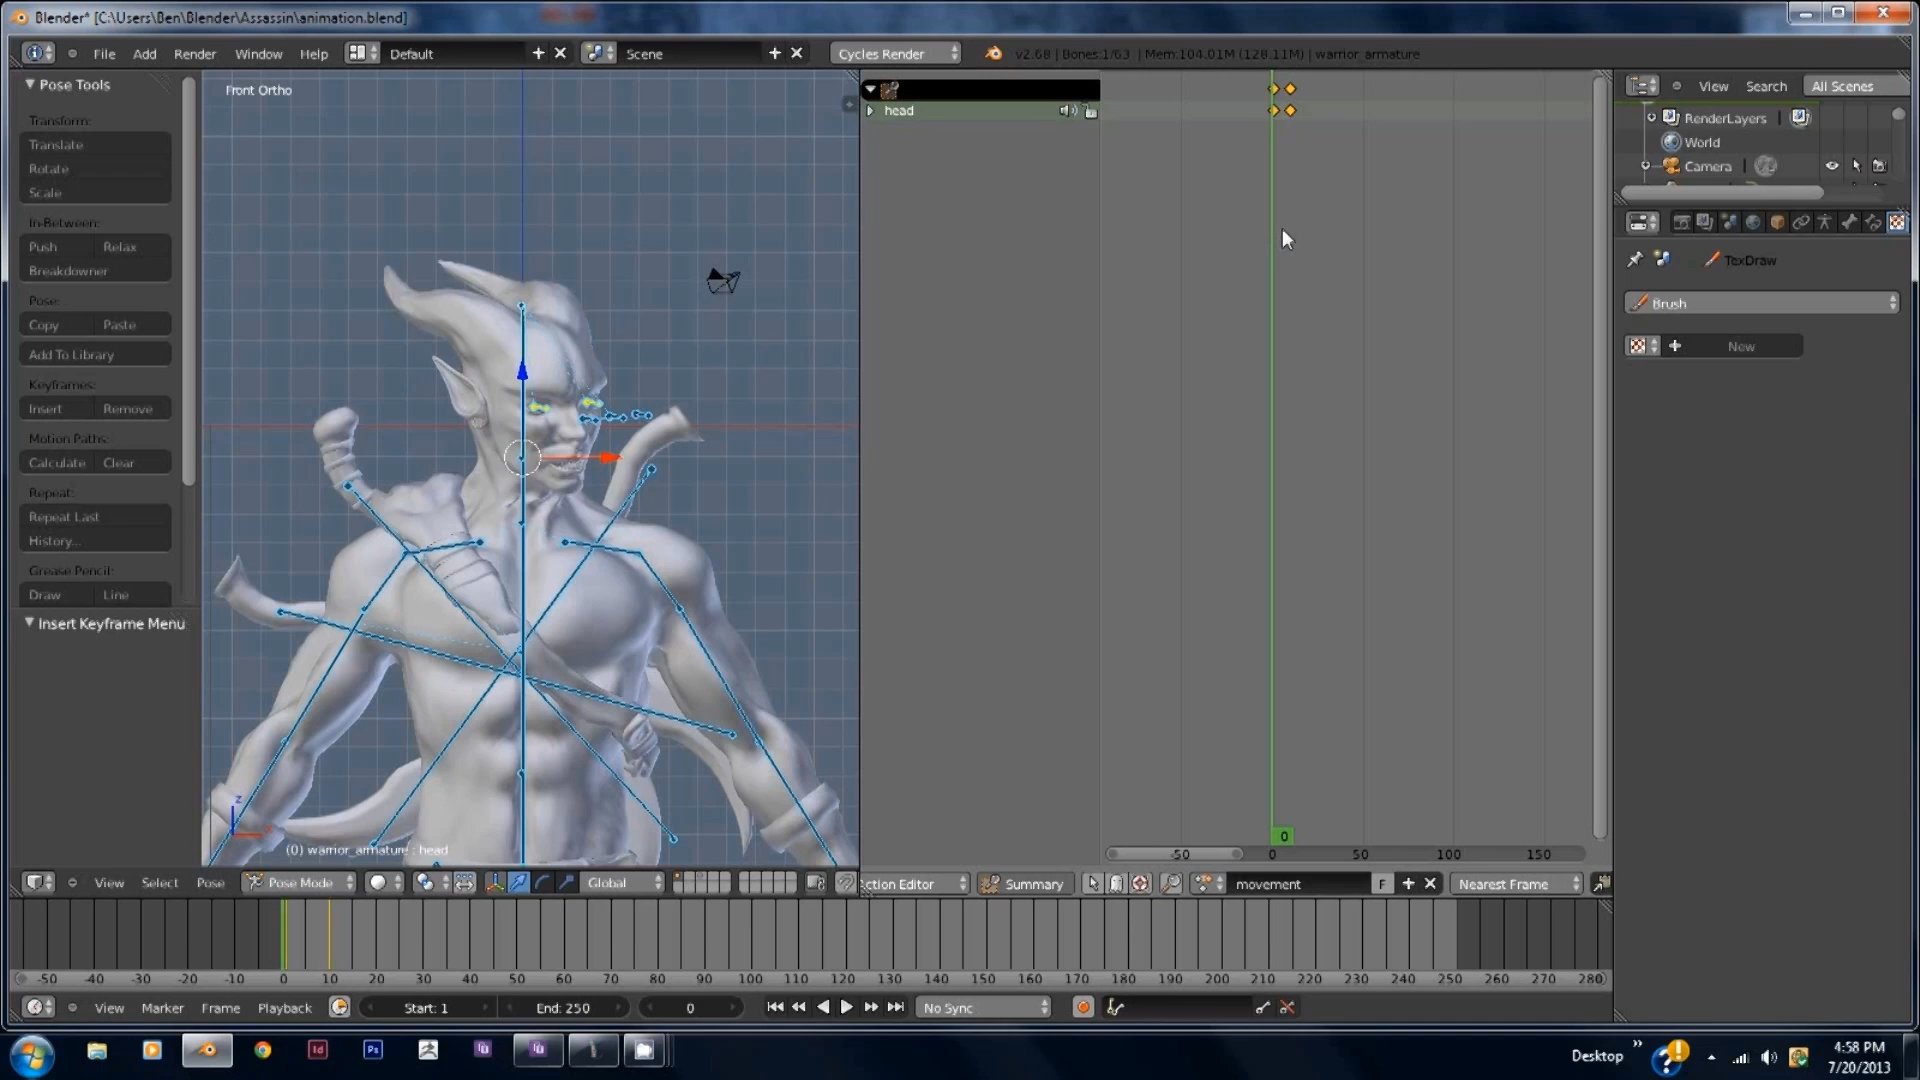 Blender* [C:\Users\Ben\Blender\Assassin\animation.blend]
File Add Render Window Help Default Scene Cycles Render v2.68 | Bones:1/63 | Mem:104.01M (128.11M) | warrior_armature
Pose Tools
Transform:
Translate
Rotate
Scale
In-Between:
Push Relax
Breakdowner
Pose:
Copy Paste
Add To Library
Keyframes:
Insert Remove
Motion Paths:
Calculate Clear
Repeat:
Repeat Last
History...
Grease Pencil:
Draw Line
Insert Keyframe Menu
Front Ortho
z
x
(0) warrior_armature : head
View Select Pose Pose Mode Global
head
0
-50 0 50 100 150
ction Editor Summary movement F Nearest Frame
View Search All Scenes
RenderLayers
World
Camera
TexDraw
Brush
New
-50 -40 -30 -20 -10 0 10 20 30 40 50 60 70 80 90 100 110 120 130 140 150 160 170 180 190 200 210 220 230 240 250 260 270 280
View Marker Frame Playback Start: 1 End: 250 0 No Sync
Id
Ps
Desktop
4:58 PM
7/20/2013